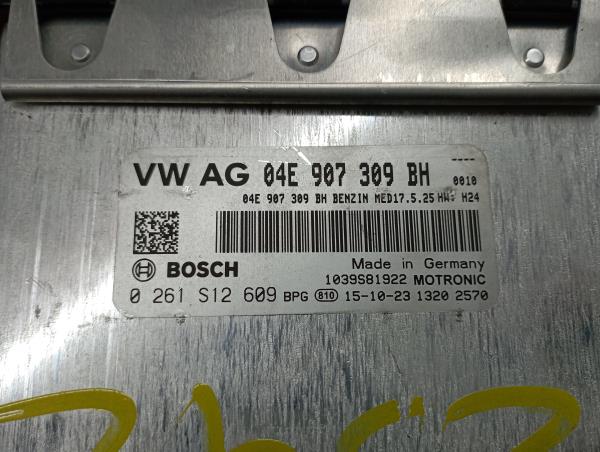 VW AG 04E 907 309 BH ----
0010
04E 907 309 BH BENZIN MED17.5.25 HW: H24
BOSCH
Made in Germany
1039S81922 MOTRONIC
0 261 S12 609 BPG 810 15-10-23 1320 2570